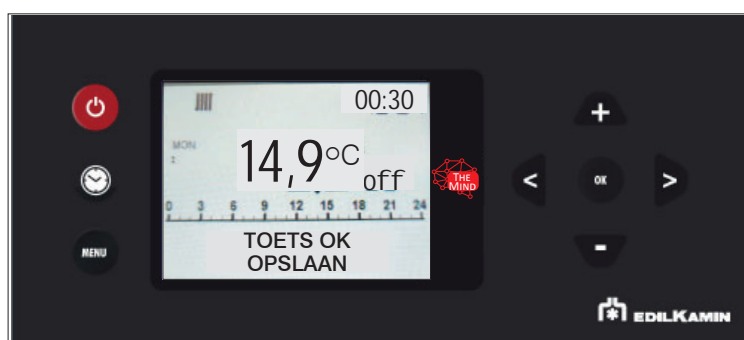 00:30
MON
14,9°C
off
0 3 6 9 12 15 18 21 24
TOETS OK
OPSLAAN
MENU
THE
MIND
+
< OK >
-
EDILKAMIN